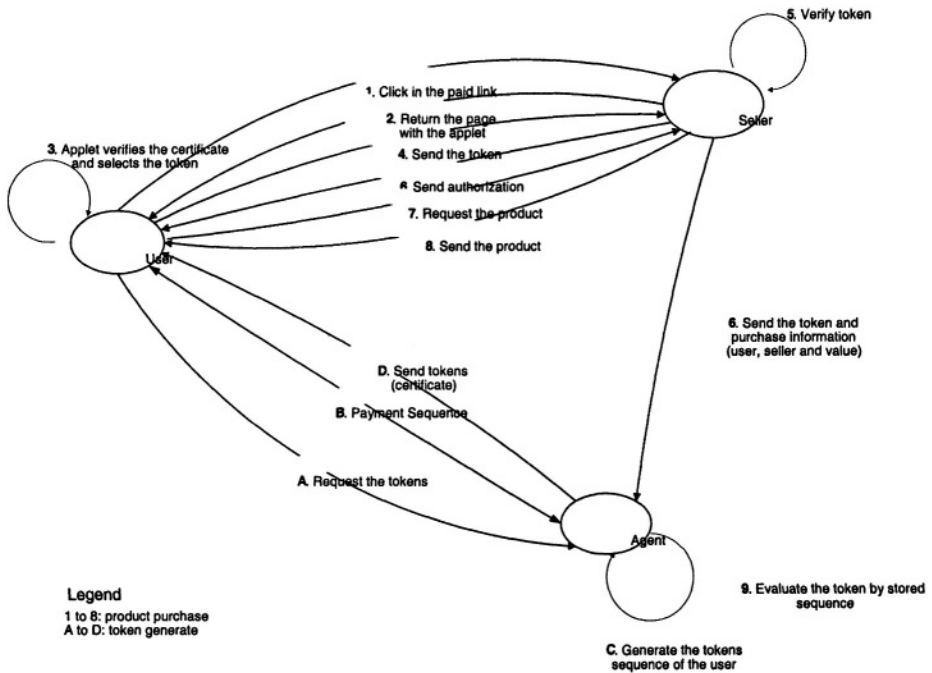 5. Verify token
1. Click in the paid link
Seller
2. Return the page
with the applet
3. Applet verifies the certificate
and selects the token
4. Send the token
6. Send authorization
7. Request the product
8. Send the product
User
6. Send the token and
purchase information
(user, seller and value)
D. Send tokens
(certificate)
B. Payment Sequence
A. Request the tokens
Agent
Legend
1 to 8: product purchase
A to D: token generate
9. Evaluate the token by stored
sequence
C. Generate the tokens
sequence of the user